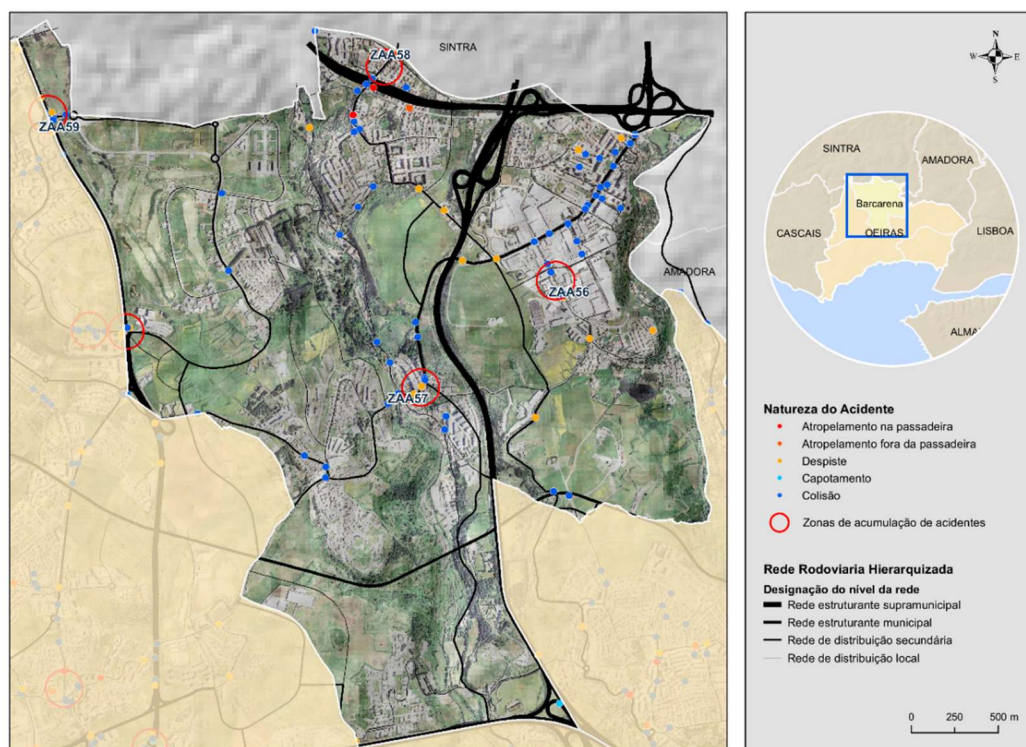 SINTRA
ZAA58
ZAA59
ZAA56
AMADORA
ZAA57
N
W E
S
SINTRA
AMADORA
Barcarena
CASCAIS
OEIRAS
LISBOA
Natureza do Acidente
Atropelamento na passadeira
Atropelamento fora da passadeira
Despiste
Capotamento
Colisão
Zonas de acumulação de acidentes
Rede Rodoviaria Hierarquizada
Designação do nível da rede
Rede estruturante supramunicipal
Rede estruturante municipal
Rede de distribuição secundária
Rede de distribuição local
0 250 500 m